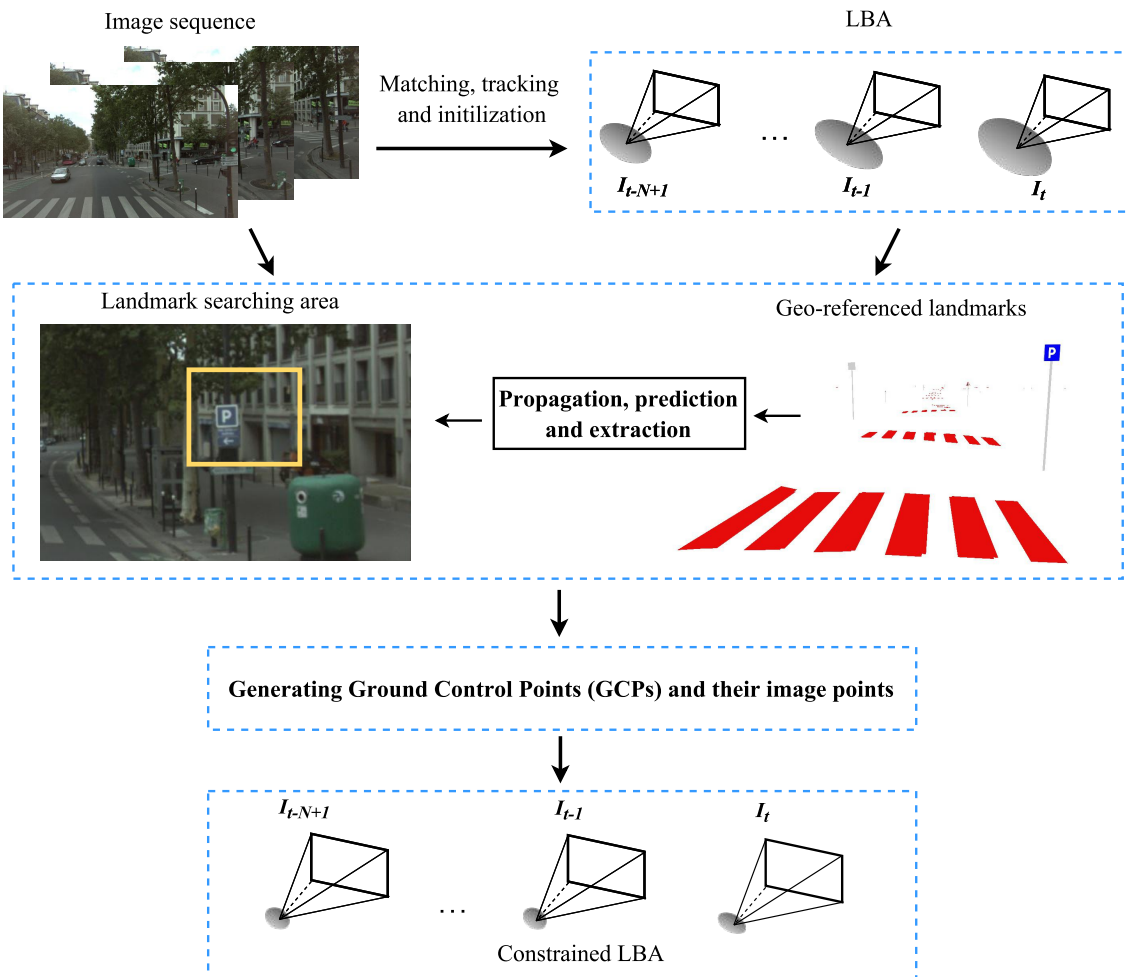 Image sequence
LBA
Matching, tracking
and initilization
...
I_{t-N+1}
I_{t-1}
I_t
Landmark searching area
Geo-referenced landmarks
P
P
Propagation, prediction
and extraction
Generating Ground Control Points (GCPs) and their image points
I_{t-N+1}
I_{t-1}
I_t
...
Constrained LBA